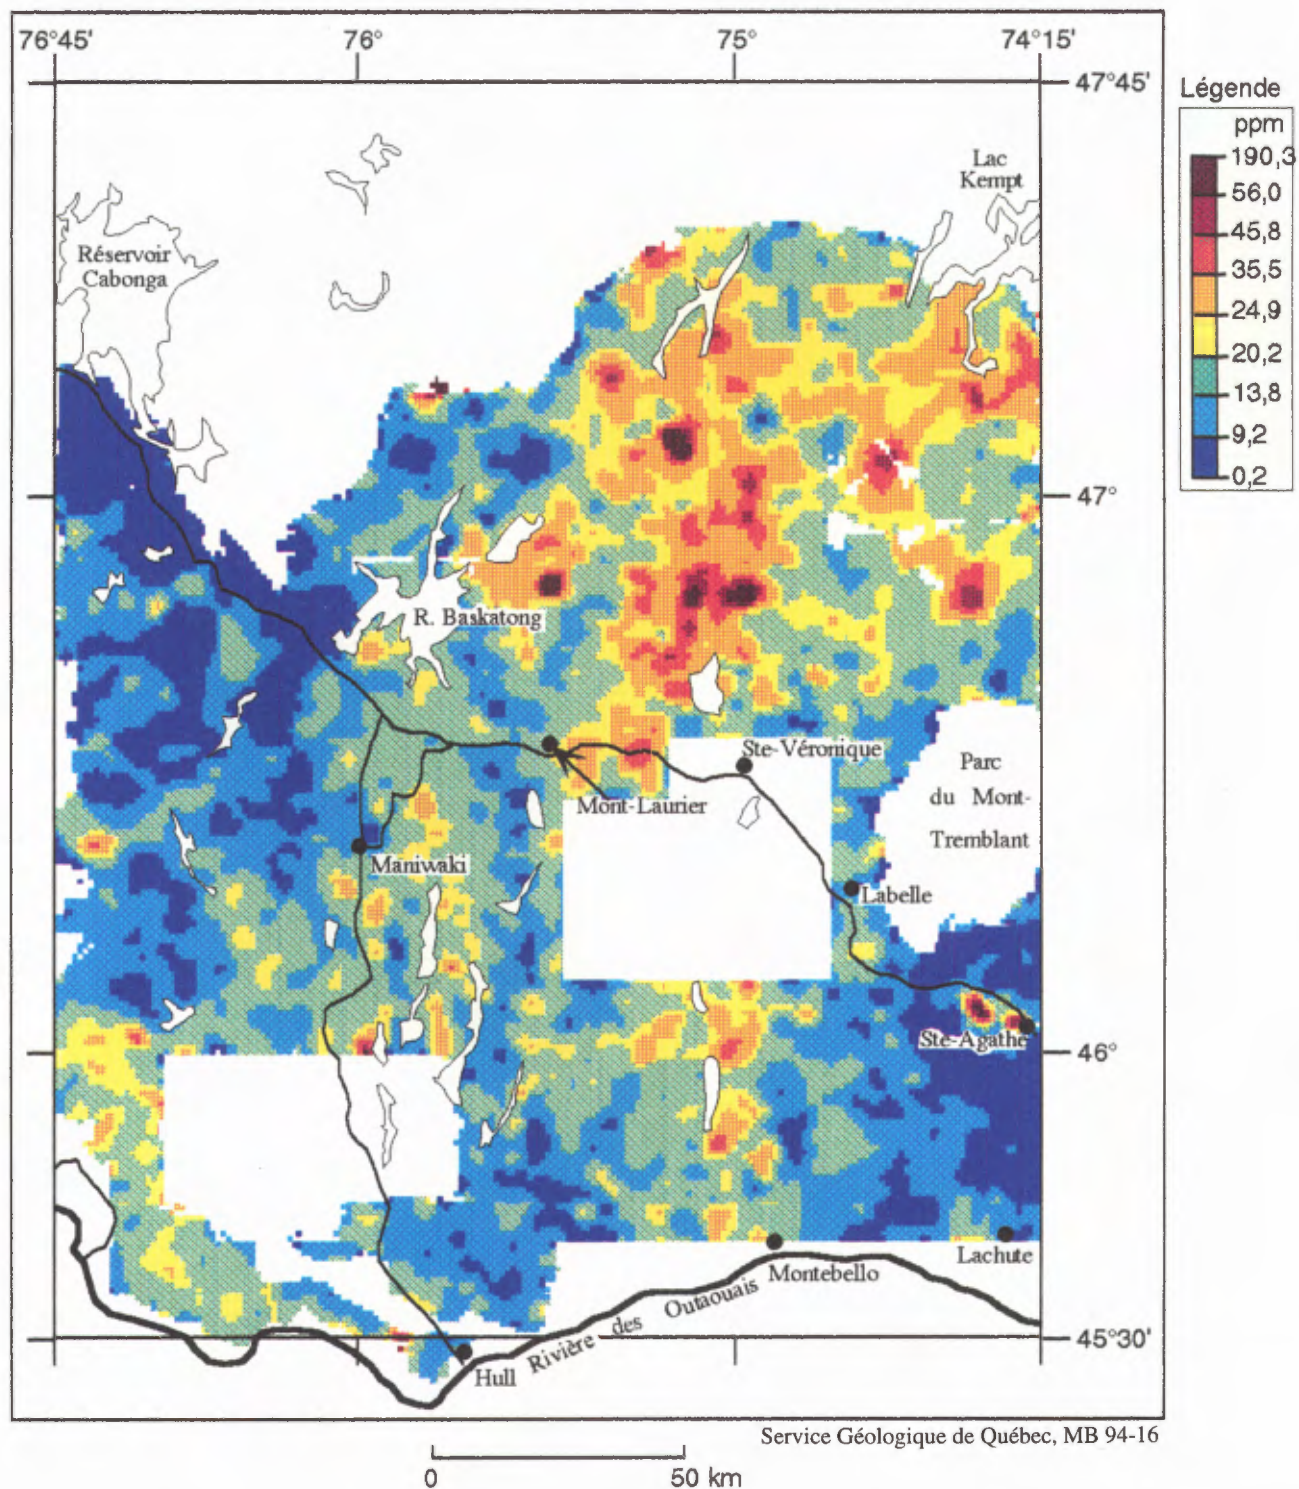 76°45'
76°
75°
74°15'
47°45'
Légende
ppm
190,3
56,0
45,8
35,5
24,9
20,2
13,8
9,2
0,2
Lac
Kempt
Réservoir
Cabonga
47°
R. Baskatong
Ste-Véronique
Mont-Laurier
Parc
du Mont-
Tremblant
Maniwaki
Labelle
Ste-Agathe
46°
Lachute
Montebello
Rivière des Outaouais
45°30'
Hull
Service Géologique de Québec, MB 94-16
0 50 km